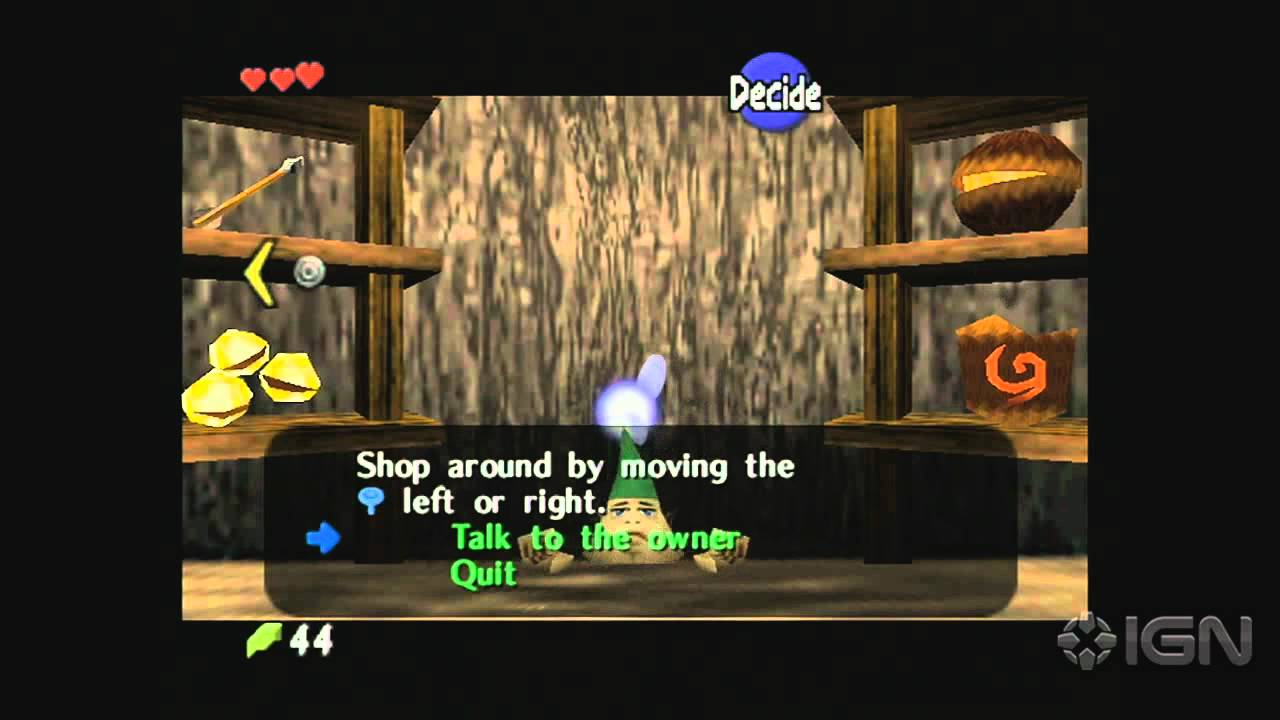 Decide
Shop around by moving the
left or right.
Talk to the owner
Quit
44
IGN